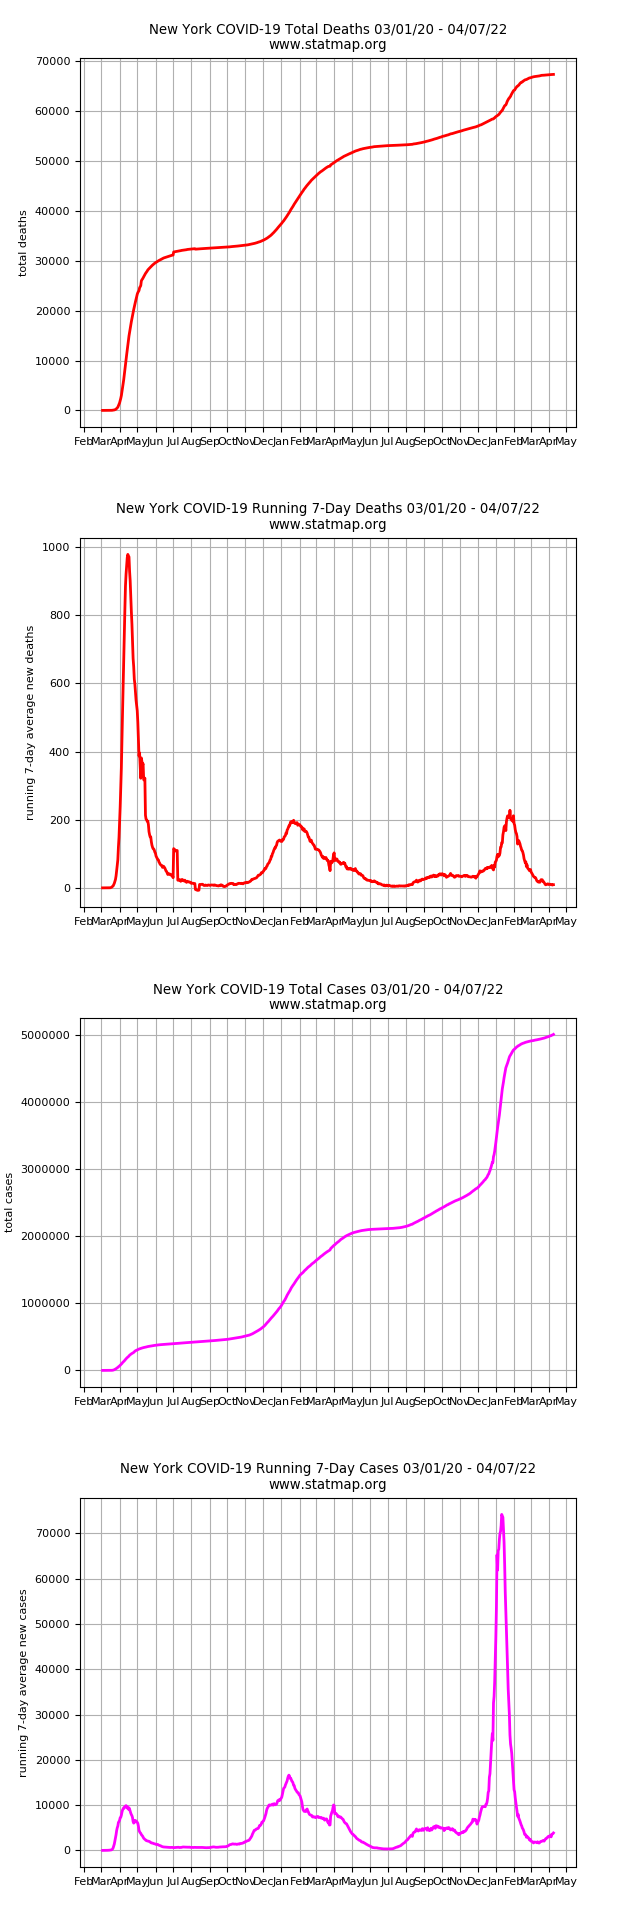 New York COVID-19 Total Deaths 03/01/20 - 04/07/22
www.statmap.org
70000
60000
50000
40000
30000
20000
10000
0
total deaths
Feb Mar Apr May Jun Jul Aug Sep Oct Nov Dec Jan Feb Mar Apr May Jun Jul Aug Sep Oct Nov Dec Jan Feb Mar Apr May
New York COVID-19 Running 7-Day Deaths 03/01/20 - 04/07/22
www.statmap.org
1000
800
600
400
200
0
running 7-day average new deaths
Feb Mar Apr May Jun Jul Aug Sep Oct Nov Dec Jan Feb Mar Apr May Jun Jul Aug Sep Oct Nov Dec Jan Feb Mar Apr May
New York COVID-19 Total Cases 03/01/20 - 04/07/22
www.statmap.org
5000000
4000000
3000000
2000000
1000000
0
total cases
Feb Mar Apr May Jun Jul Aug Sep Oct Nov Dec Jan Feb Mar Apr May Jun Jul Aug Sep Oct Nov Dec Jan Feb Mar Apr May
New York COVID-19 Running 7-Day Cases 03/01/20 - 04/07/22
www.statmap.org
70000
60000
50000
40000
30000
20000
10000
0
running 7-day average new cases
Feb Mar Apr May Jun Jul Aug Sep Oct Nov Dec Jan Feb Mar Apr May Jun Jul Aug Sep Oct Nov Dec Jan Feb Mar Apr May